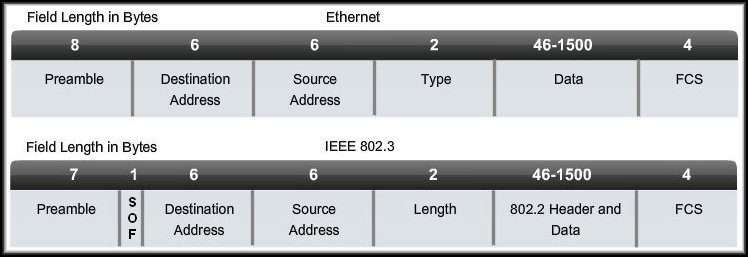 Field Length in Bytes Ethernet
8 6 6 2 46-1500 4
Preamble Destination Address Source Address Type Data FCS
Field Length in Bytes IEEE 802.3
7 1 6 6 2 46-1500 4
Preamble SOF Destination Address Source Address Length 802.2 Header and Data FCS